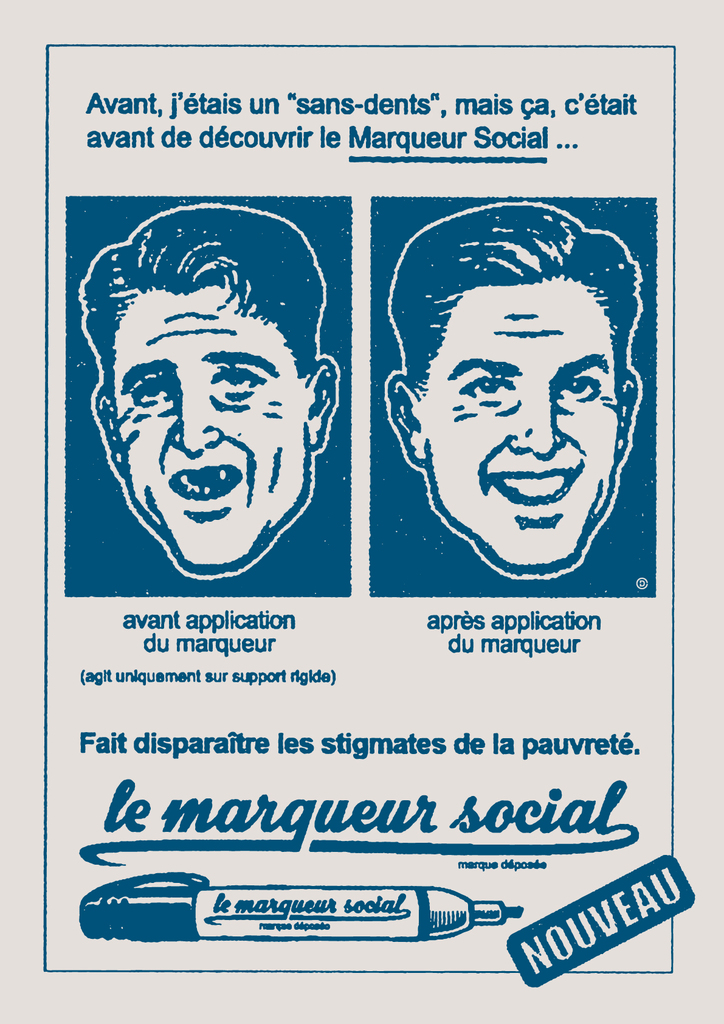 Avant, j'étais un "sans-dents", mais ça, c'était
avant de découvrir le Marqueur Social ...
avant application
du marqueur
(agit uniquement sur support rigide)
après application
du marqueur
Fait disparaître les stigmates de la pauvreté.
le marqueur social
marque déposée
le marqueur social
marque déposée
NOUVEAU